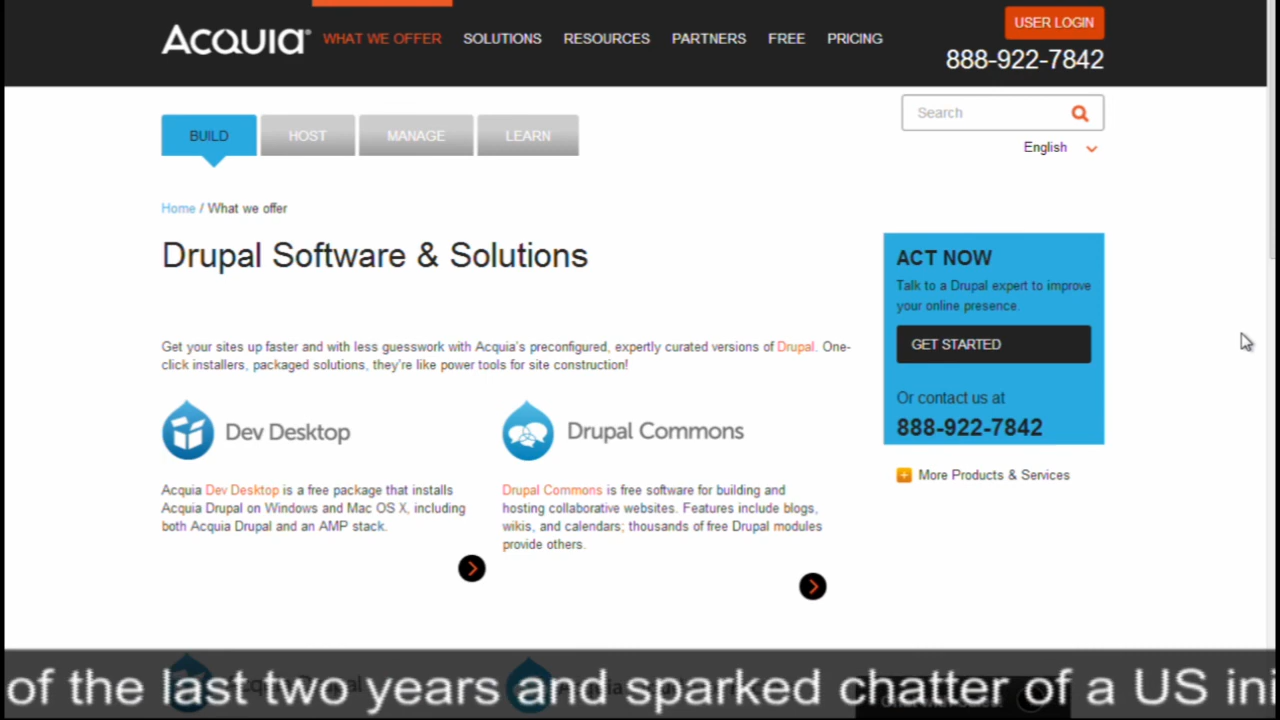 USER LOGIN
Acquia WHAT WE OFFER SOLUTIONS RESOURCES PARTNERS FREE PRICING
888-922-7842
Search
BUILD HOST MANAGE LEARN
English
Home / What we offer
Drupal Software & Solutions
ACT NOW
Talk to a Drupal expert to improve
your online presence.
GET STARTED
Or contact us at
888-922-7842
More Products & Services
Get your sites up faster and with less guesswork with Acquia's preconfigured, expertly curated versions of Drupal. One-
click installers, packaged solutions, they're like power tools for site construction!
Dev Desktop
Acquia Dev Desktop is a free package that installs
Acquia Drupal on Windows and Mac OS X, including
both Acquia Drupal and an AMP stack.
Drupal Commons
Drupal Commons is free software for building and
hosting collaborative websites. Features include blogs,
wikis, and calendars; thousands of free Drupal modules
provide others.
of the last two years and sparked chatter of a US ini